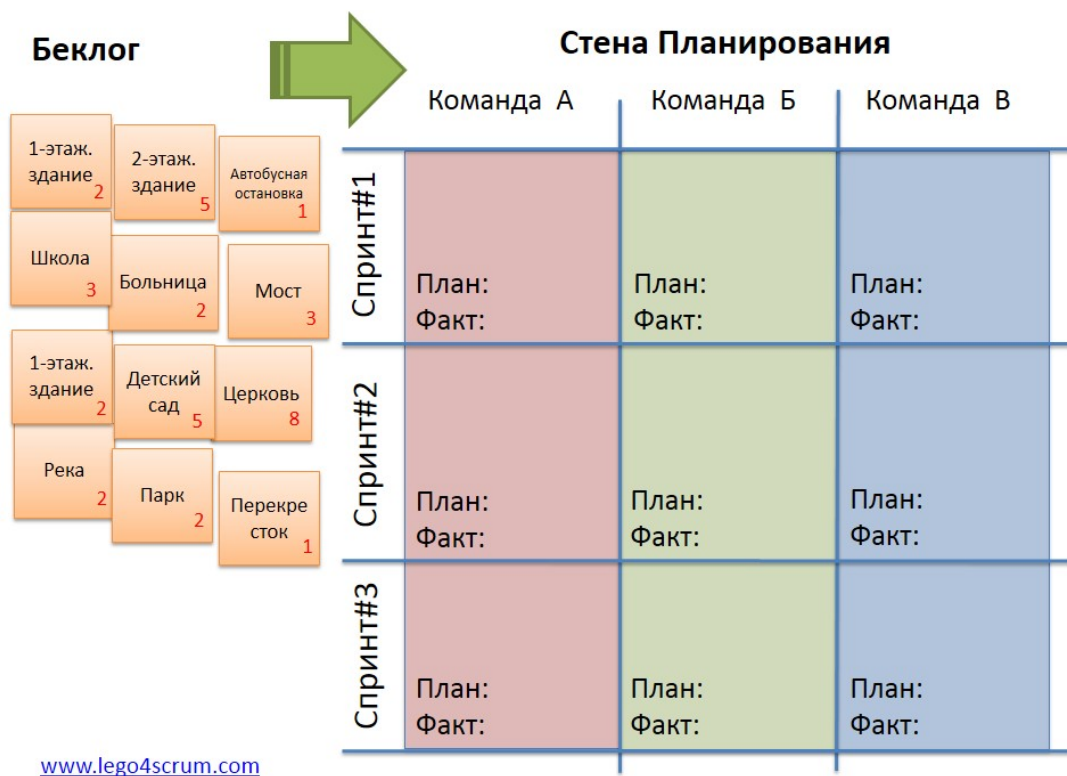 Беклог
Стена Планирования
Команда А
Команда Б
Команда В
1-этаж.
здание
2
2-этаж.
здание
5
Автобусная
остановка
1
Школа
3
Больница
2
Мост
3
1-этаж.
здание
2
Детский
сад
5
Церковь
8
Река
2
Парк
2
Перекре
сток
1
Спринт#1
План:
Факт:
План:
Факт:
План:
Факт:
Спринт#2
План:
Факт:
План:
Факт:
План:
Факт:
Спринт#3
План:
Факт:
План:
Факт:
План:
Факт:
www.lego4scrum.com